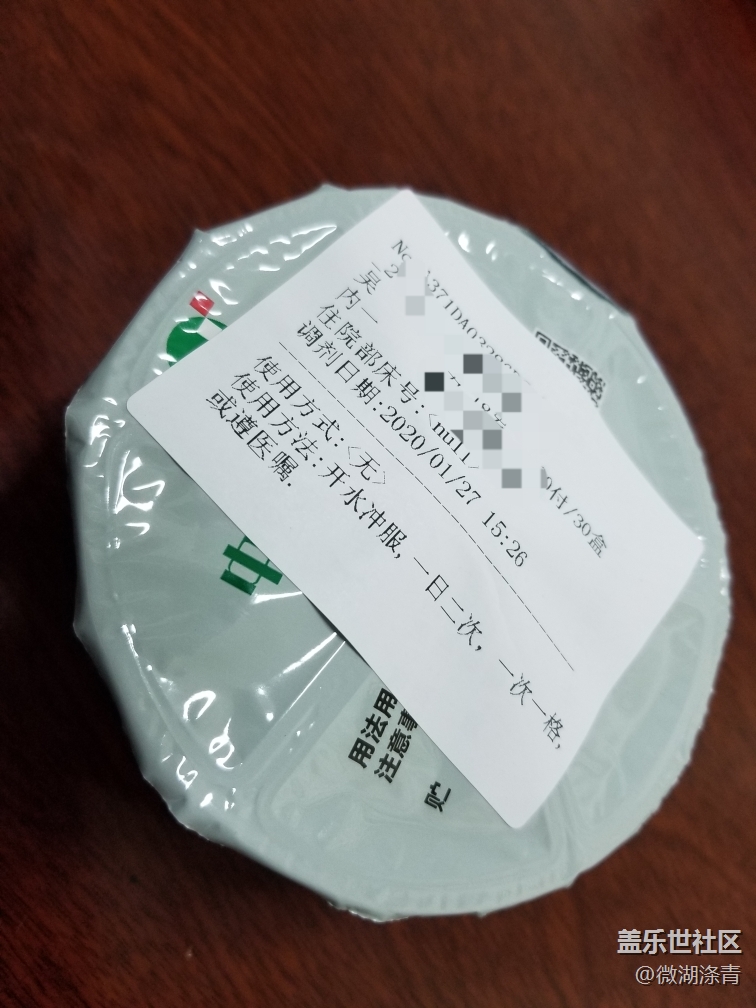 吴
内一
住院部床号:<null>
调剂日期:2020/01/27 15:26
使用方式:<无>
使用方法:开水冲服,一日二次,一次一格,
或遵医嘱.
付/30盒
中
用法用
注意事
贴
盖乐世社区
@微湖涤青